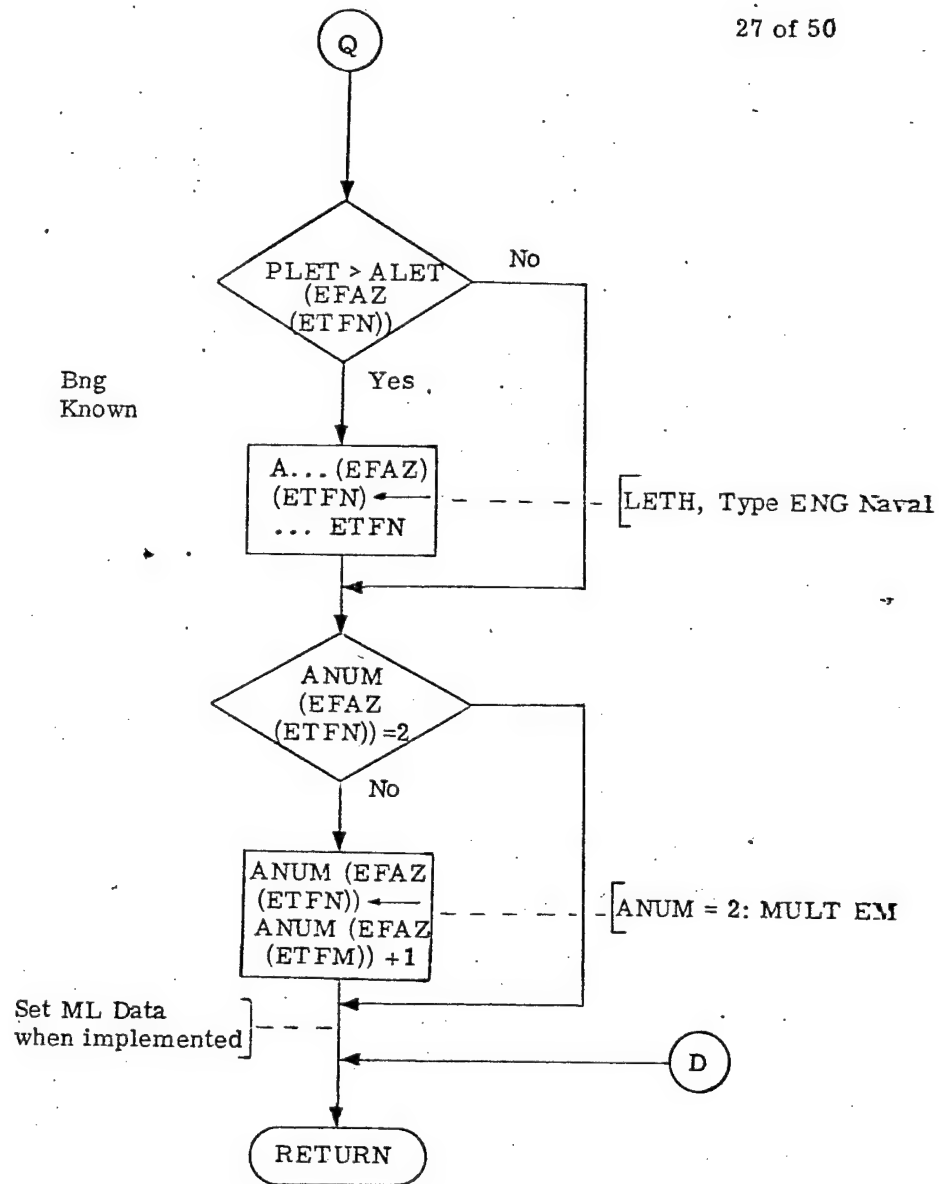 27 of 50
Q
PLET > ALET
(EFAZ
(ETFN))
No
Yes
Bng
Known
A... (EFAZ)
(ETFN) ←
... ETFN
LETH, Type ENG Naval
ANUM
(EFAZ
(ETFN)) =2
No
ANUM (EFAZ
(ETFN)) ←
ANUM (EFAZ
(ETFM)) +1
ANUM = 2: MULT EM
Set ML Data
when implemented
D
RETURN